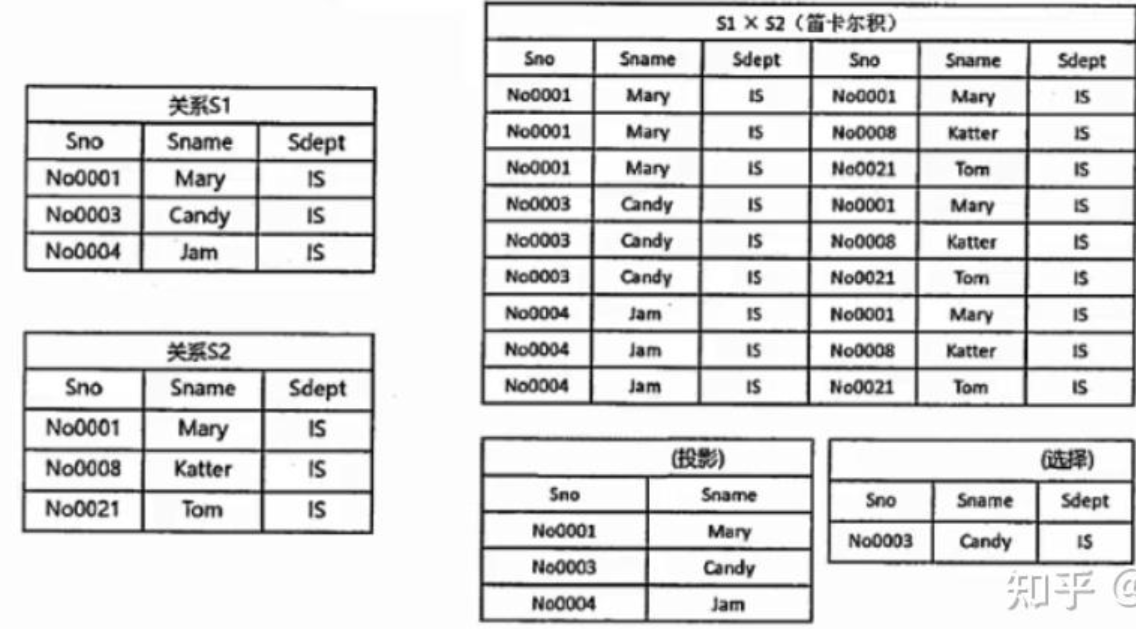 关系S1
Sno Sname Sdept
No0001 Mary IS
No0003 Candy IS
No0004 Jam IS
关系S2
Sno Sname Sdept
No0001 Mary IS
No0008 Katter IS
No0021 Tom IS
S1 × S2（笛卡尔积）
Sno Sname Sdept Sno Sname Sdept
No0001 Mary IS No0001 Mary IS
No0001 Mary IS No0008 Katter IS
No0001 Mary IS No0021 Tom IS
No0003 Candy IS No0001 Mary IS
No0003 Candy IS No0008 Katter IS
No0003 Candy IS No0021 Tom IS
No0004 Jam IS No0001 Mary IS
No0004 Jam IS No0008 Katter IS
No0004 Jam IS No0021 Tom IS
(投影)
Sno Sname
No0001 Mary
No0003 Candy
No0004 Jam
(选择)
Sno Sname Sdept
No0003 Candy IS
知乎 @